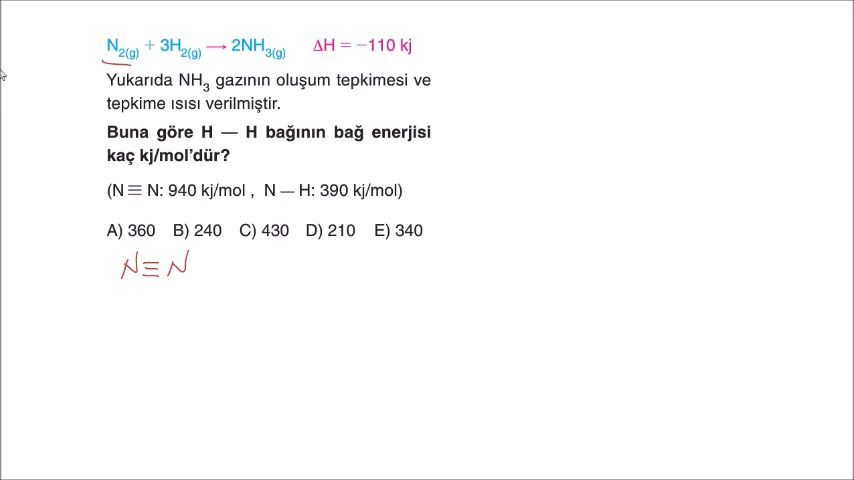 N2(g) + 3H2(g) → 2NH3(g) ΔH = −110 kj
Yukarıda NH3 gazının oluşum tepkimesi ve
tepkime ısısı verilmiştir.
Buna göre H — H bağının bağ enerjisi
kaç kj/mol’dür?
(N ≡ N: 940 kj/mol , N — H: 390 kj/mol)
A) 360 B) 240 C) 430 D) 210 E) 340
N≡N